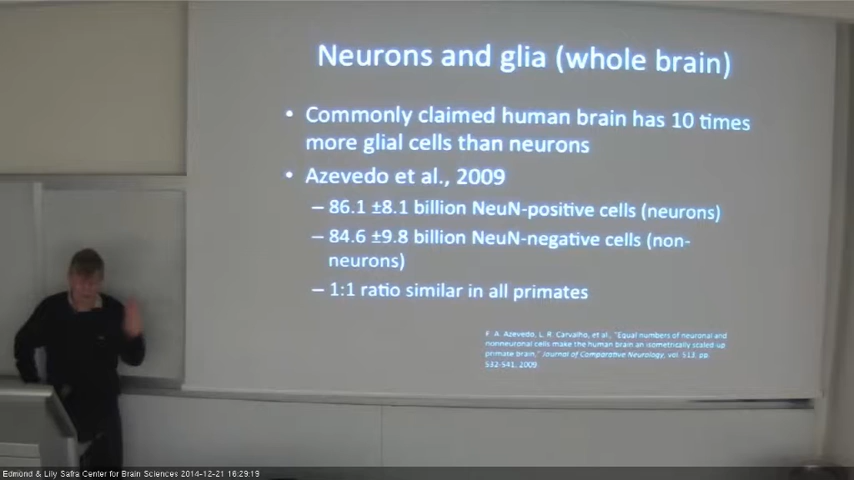 Neurons and glia (whole brain)
• Commonly claimed human brain has 10 times
more glial cells than neurons
• Azevedo et al., 2009
– 86.1 ±8.1 billion NeuN-positive cells (neurons)
– 84.6 ±9.8 billion NeuN-negative cells (non-
neurons)
– 1:1 ratio similar in all primates
F. A. Azevedo, L. R. Carvalho, et al., "Equal numbers of neuronal and
nonneuronal cells make the human brain an isometrically scaled-up
primate brain," Journal of Comparative Neurology, vol. 513, pp.
532-541, 2009
Edmond & Lily Safra Center for Brain Sciences 2014-12-21 16:29:19